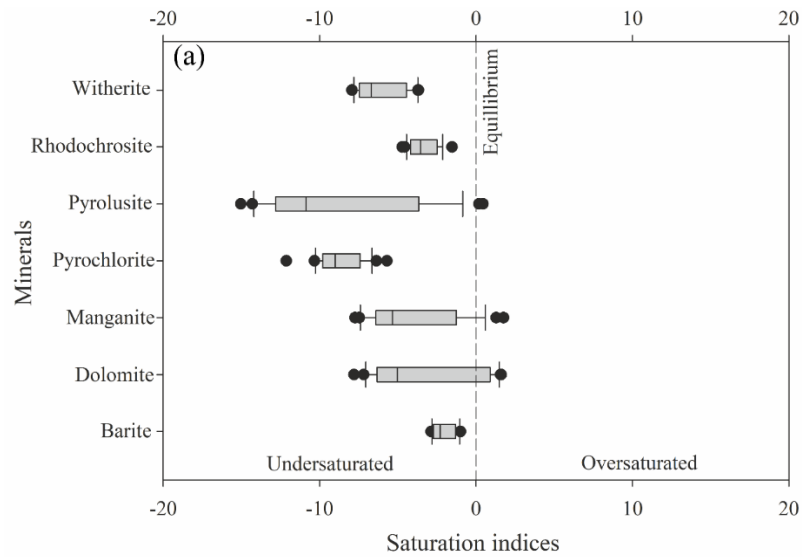 -20 -10 0 10 20
(a)
Equillibrium
Minerals
Witherite
Rhodochrosite
Pyrolusite
Pyrochlorite
Manganite
Dolomite
Barite
Undersaturated Oversaturated
-20 -10 0 10 20
Saturation indices